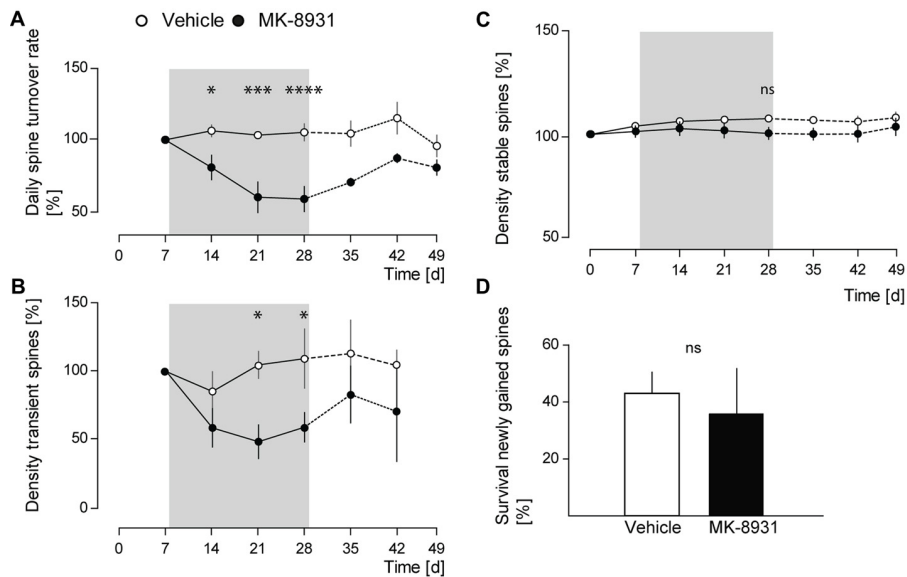 A
Vehicle MK-8931
Daily spine turnover rate
[%]
150
100
50
* *** ****
0 7 14 21 28 35 42 49
Time [d]
B
Density transient spines [%]
150
100
50
0
* *
0 7 14 21 28 35 42 49
Time [d]
C
Density stable spines [%]
150
100
50
ns
0 7 14 21 28 35 42 49
Time [d]
D
Survival newly gained spines
[%]
60
40
20
ns
Vehicle MK-8931